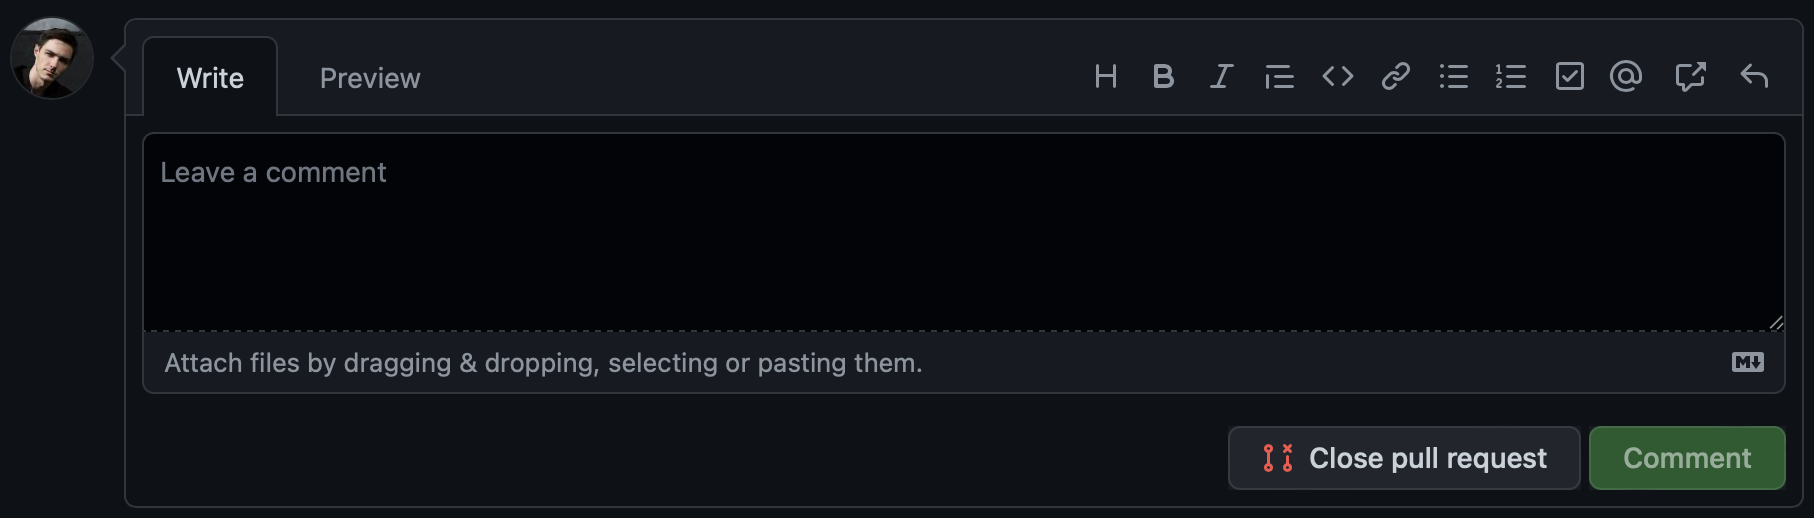 Write
Preview
Leave a comment
Attach files by dragging & dropping, selecting or pasting them.
Close pull request
Comment